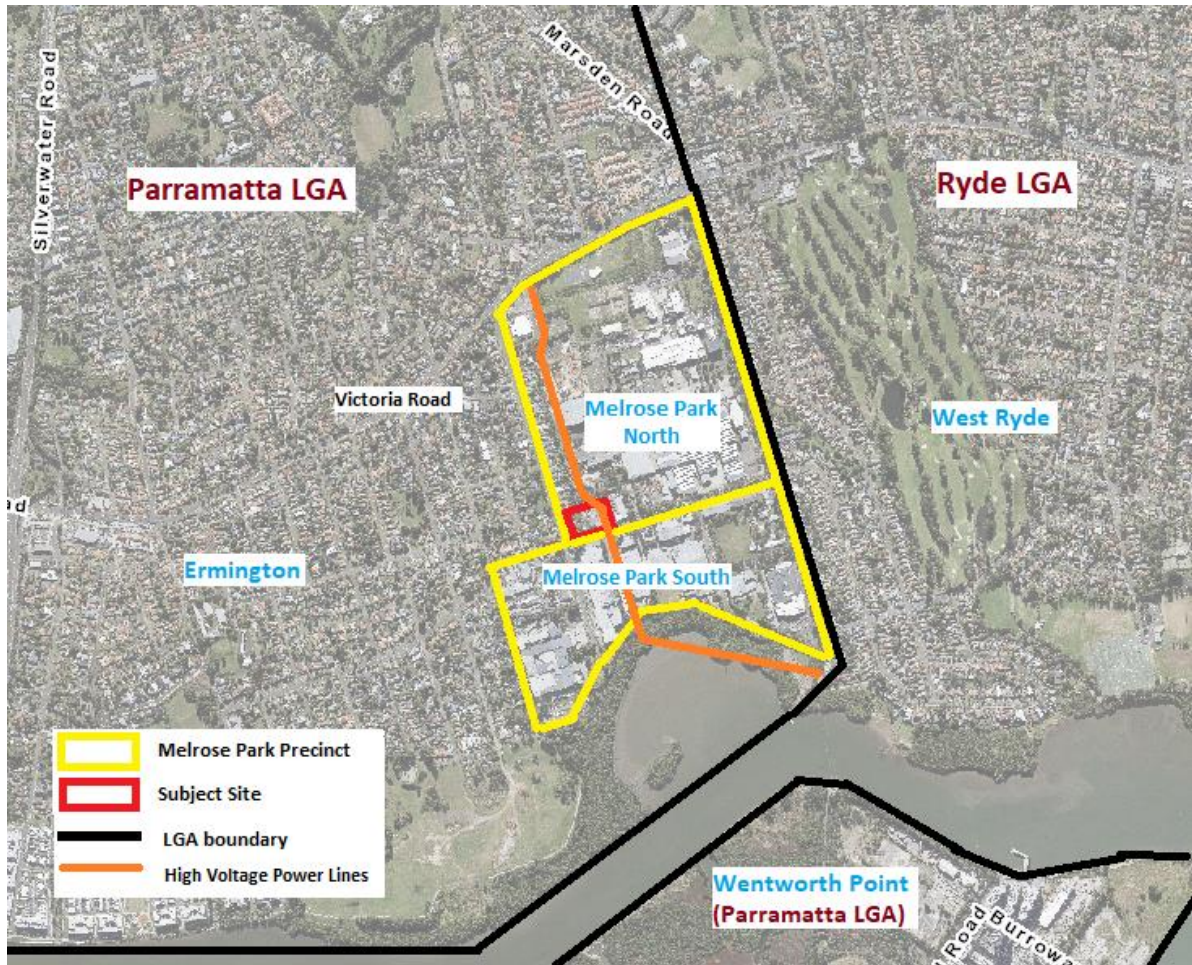 Marsden Road
Silverwater Road
Parramatta LGA
Ryde LGA
Victoria Road
Melrose Park
North
West Ryde
ad
Ermington
Melrose Park South
Melrose Park Precinct
Subject Site
LGA boundary
High Voltage Power Lines
Wentworth Point
(Parramatta LGA)
Road
Burrowa